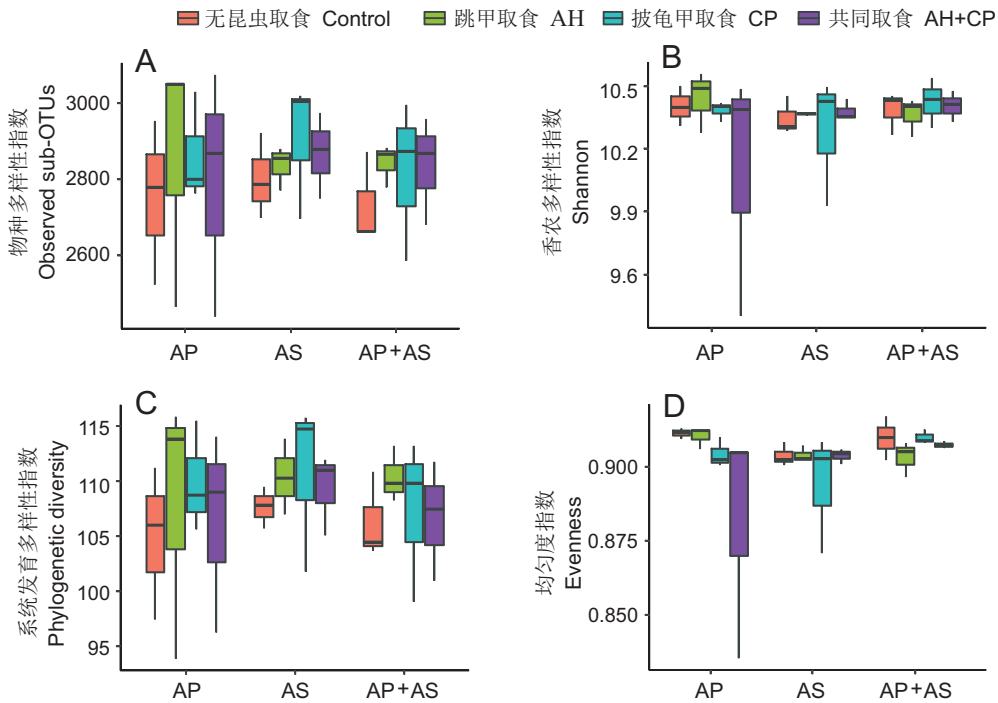 无昆虫取食 Control 跳甲取食 AH 披龟甲取食 CP 共同取食 AH+CP
A
物种多样性指数
Observed sub-OTUs
3000
2800
2600
AP AS AP+AS
B
香农多样性指数
Shannon
10.5
10.2
9.9
9.6
AP AS AP+AS
C
系统发育多样性指数
Phylogenetic diversity
115
110
105
100
95
AP AS AP+AS
D
均匀度指数
Evenness
0.900
0.875
0.850
AP AS AP+AS